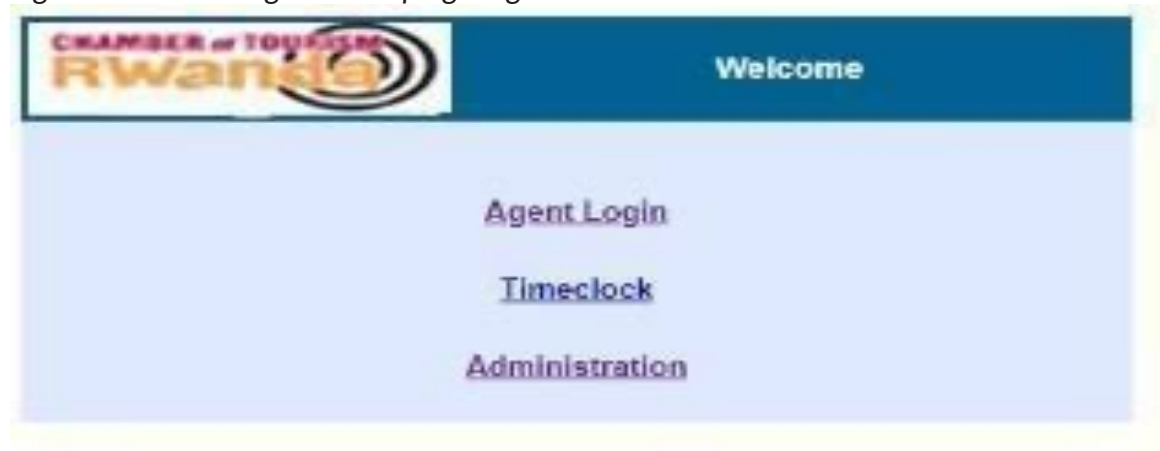 CHAMBER of TOURISM
Rwanda
Welcome
Agent Login
Timeclock
Administration